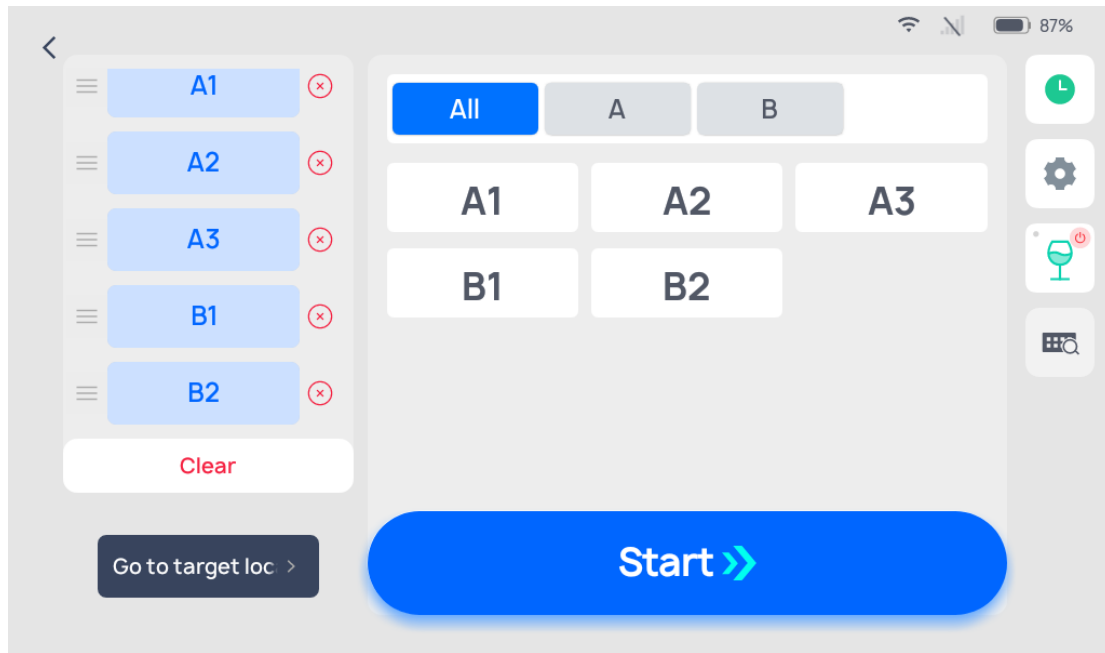 87%
A1
A2
A3
B1
B2
Clear
Go to target loc
All
A
B
A1
A2
A3
B1
B2
Start